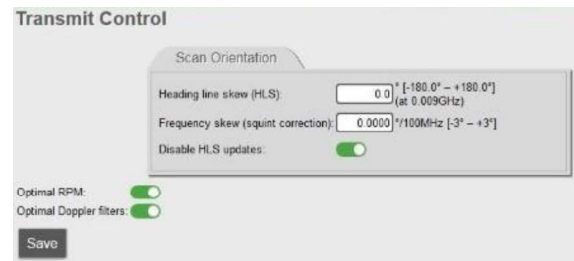 Transmit Control
Scan Orientation
Heading line skew (HLS): 0.0 ° [-180.0° – +180.0°]
(at 0.009GHz)
Frequency skew (squint correction): 0.0000 °/100MHz [-3° – +3°]
Disable HLS updates:
Optimal RPM:
Optimal Doppler filters:
Save